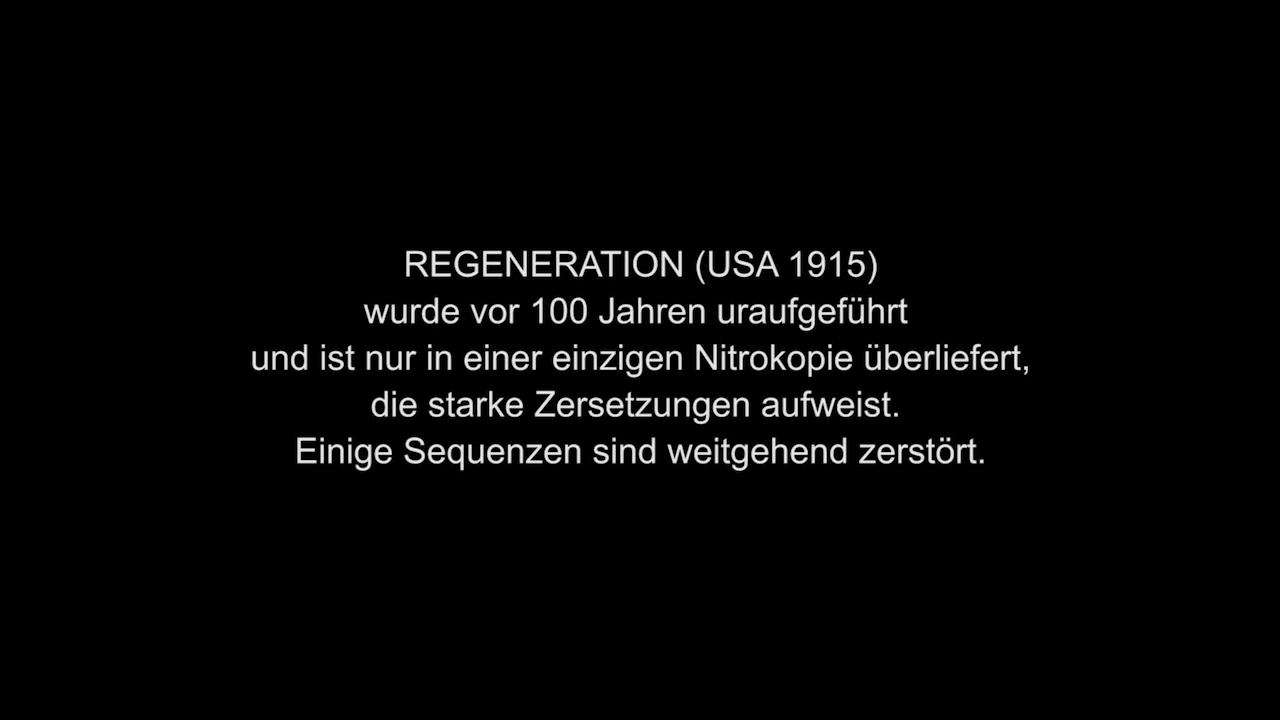 REGENERATION (USA 1915)
wurde vor 100 Jahren uraufgeführt
und ist nur in einer einzigen Nitrokopie überliefert,
die starke Zersetzungen aufweist.
Einige Sequenzen sind weitgehend zerstört.